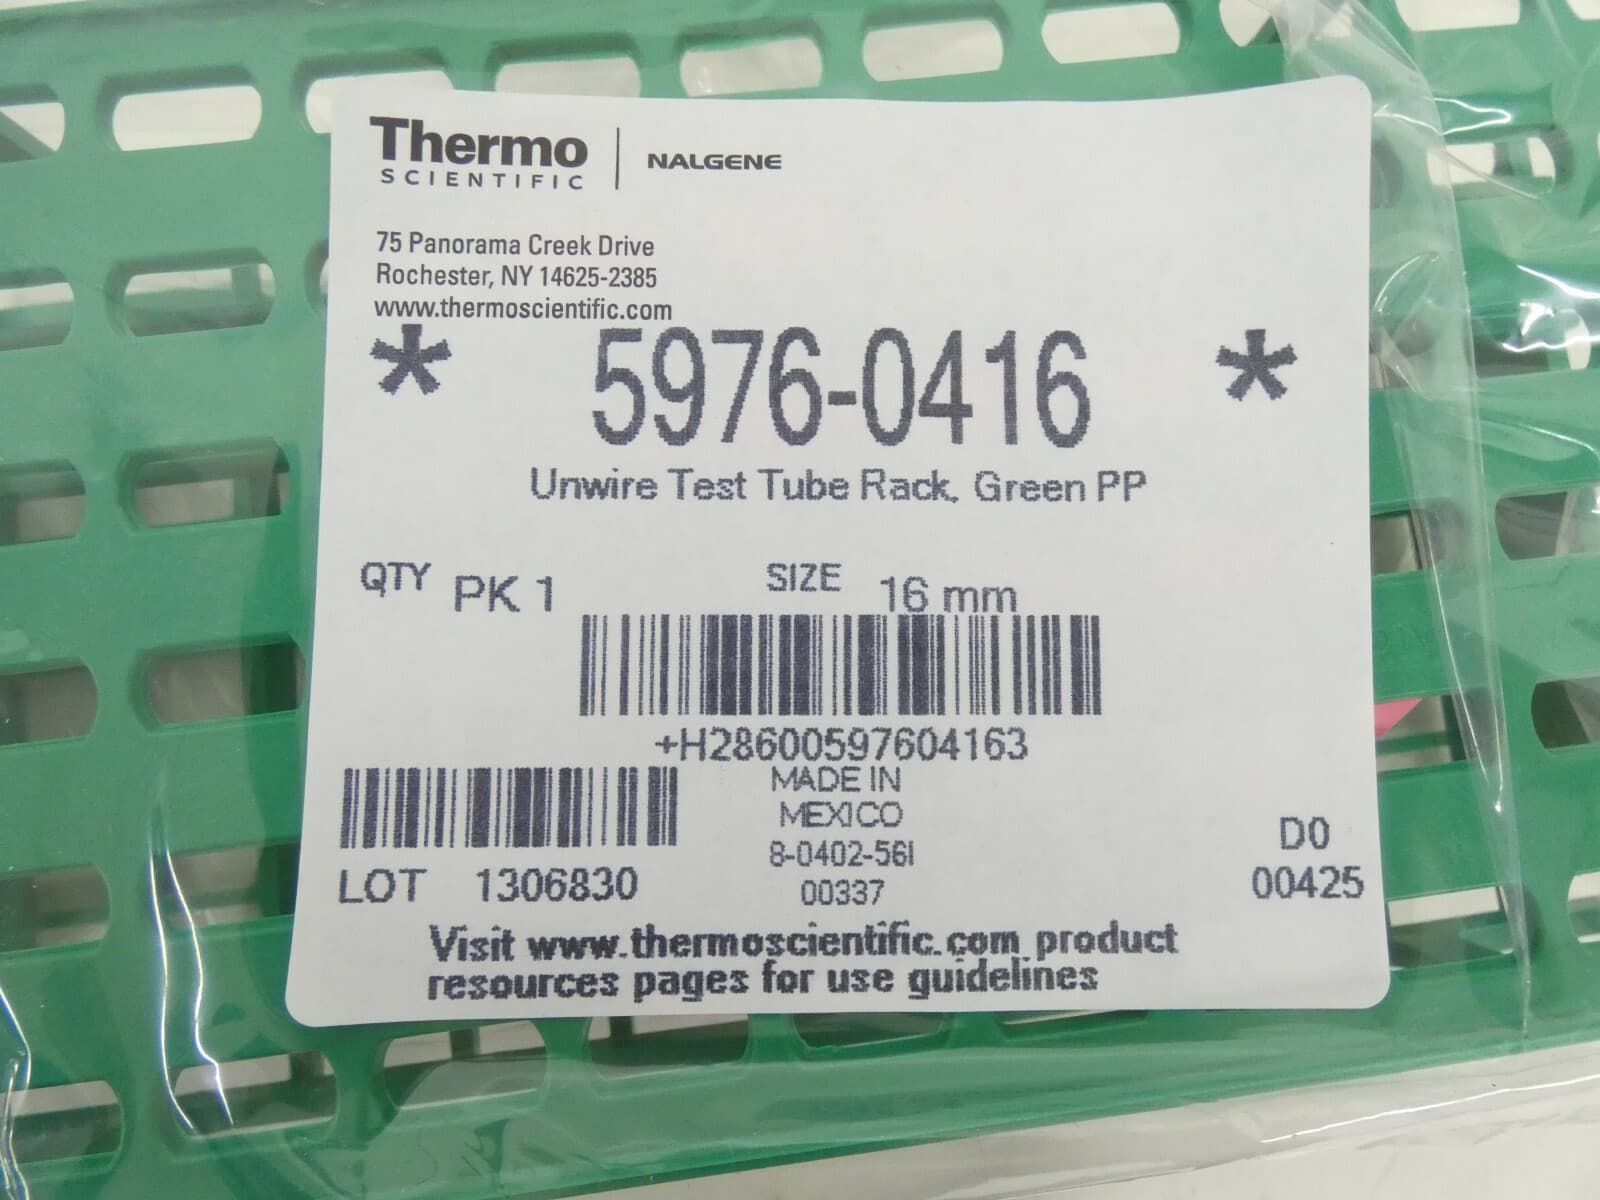 Thermo
SCIENTIFIC
NALGENE
75 Panorama Creek Drive
Rochester, NY 14625-2385
www.thermoscientific.com
* 5976-0416 *
Unwire Test Tube Rack, Green PP
QTY PK 1 SIZE 16 mm
+H28600597604163
MADE IN
MEXICO
8-0402-56I
00337
LOT 1306830
D0
00425
Visit www.thermoscientific.com product
resources pages for use guidelines